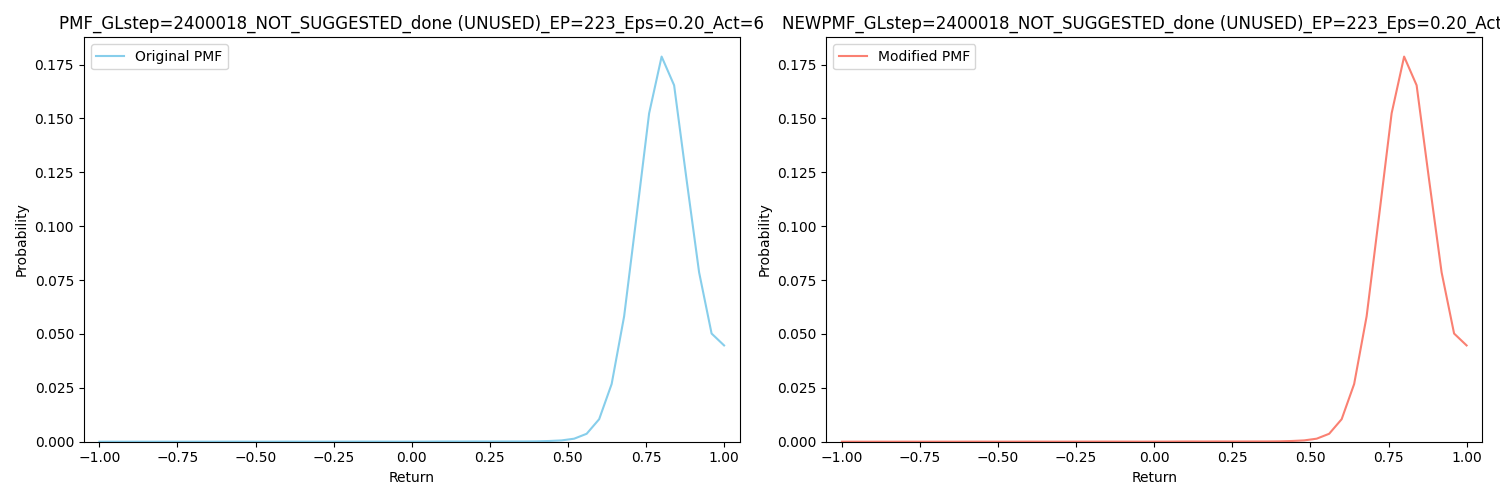 PMF_GLstep=2400018_NOT_SUGGESTED_done (UNUSED)_EP=223_Eps=0.20_Act=6
Original PMF
Probability
0.175
0.150
0.125
0.100
0.075
0.050
0.025
0.000
−1.00 −0.75 −0.50 −0.25 0.00 0.25 0.50 0.75 1.00
Return
NEWPMF_GLstep=2400018_NOT_SUGGESTED_done (UNUSED)_EP=223_Eps=0.20_Act
Modified PMF
Probability
0.175
0.150
0.125
0.100
0.075
0.050
0.025
0.000
−1.00 −0.75 −0.50 −0.25 0.00 0.25 0.50 0.75 1.00
Return